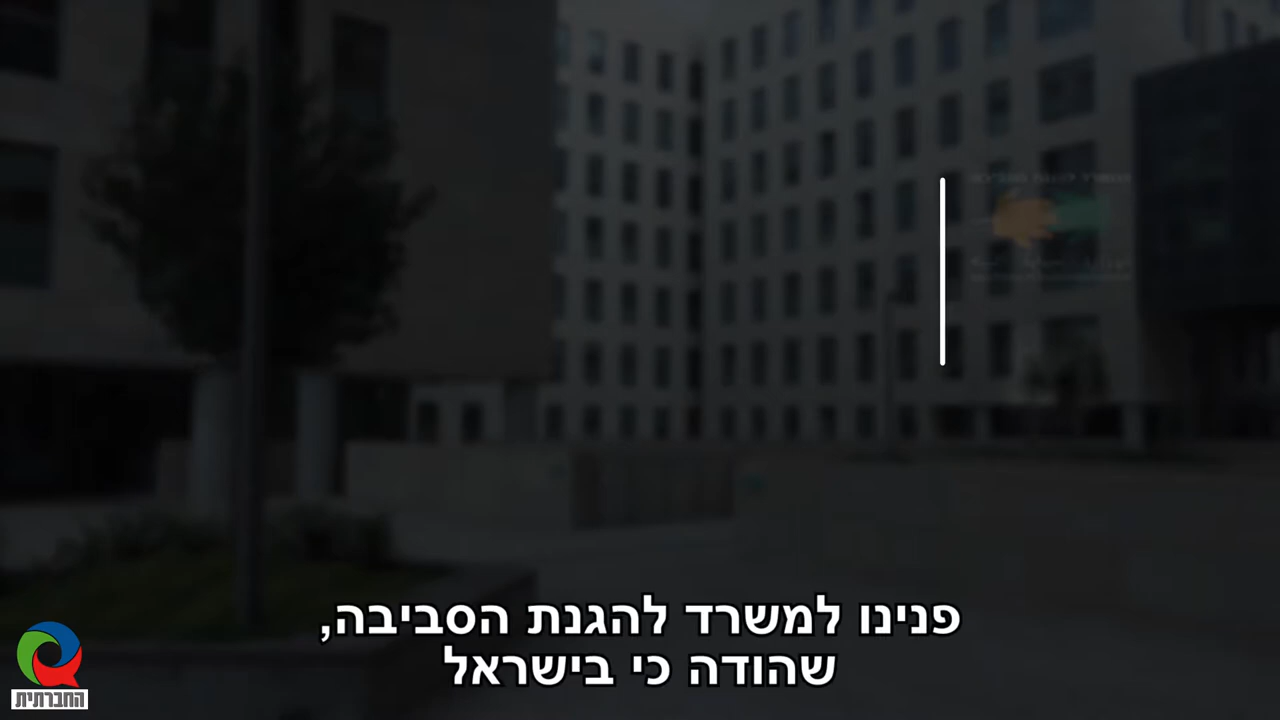 פנינו למשרד להגנת הסביבה,
שהודה כי בישראל
החברתית